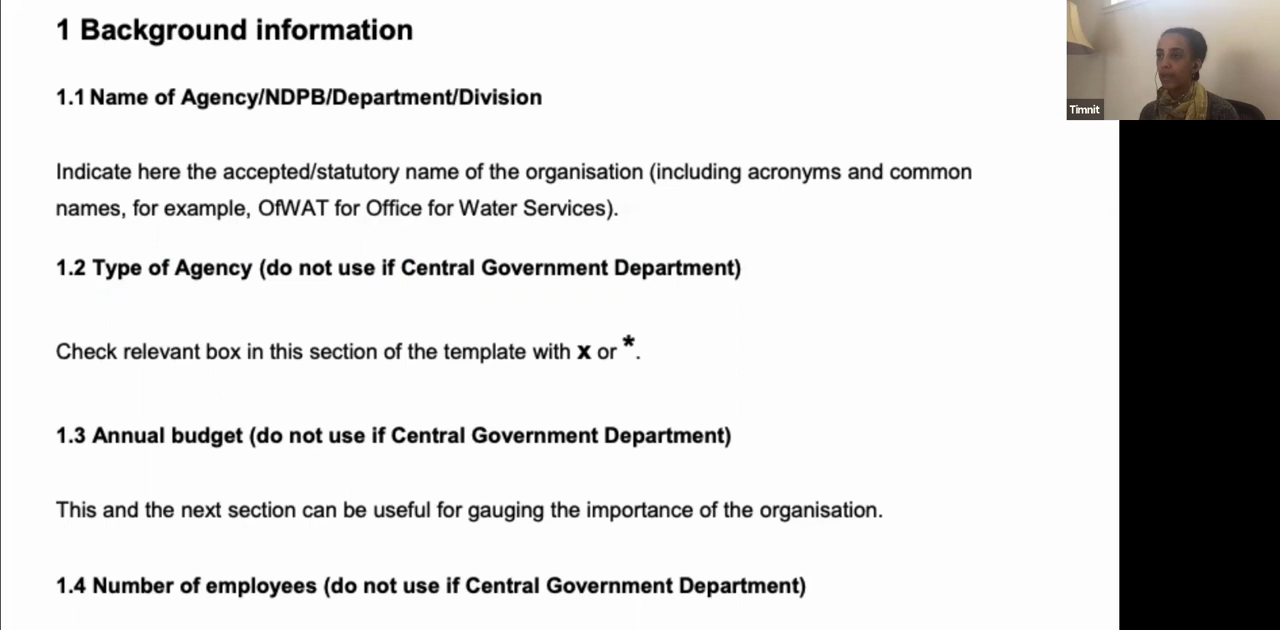 1 Background information
1.1 Name of Agency/NDPB/Department/Division
Indicate here the accepted/statutory name of the organisation (including acronyms and common
names, for example, OfWAT for Office for Water Services).
1.2 Type of Agency (do not use if Central Government Department)
Check relevant box in this section of the template with x or *.
1.3 Annual budget (do not use if Central Government Department)
This and the next section can be useful for gauging the importance of the organisation.
1.4 Number of employees (do not use if Central Government Department)
Timnit